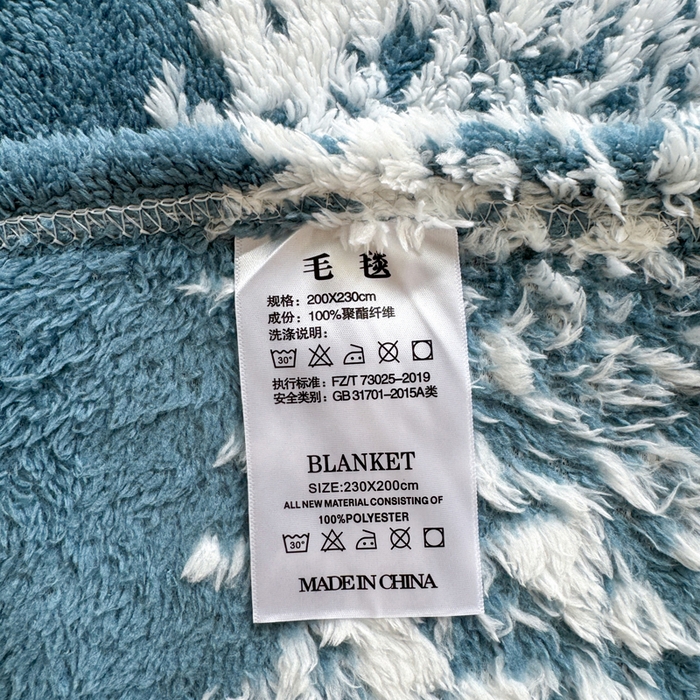 毛 毯
规格：200X230cm
成份：100%聚酯纤维
洗涤说明：
30°
执行标准：FZ/T 73025-2019
安全类别：GB 31701-2015A类
BLANKET
SIZE:230X200cm
ALL NEW MATERIAL CONSISTING OF
100%POLYESTER
30°
MADE IN CHINA